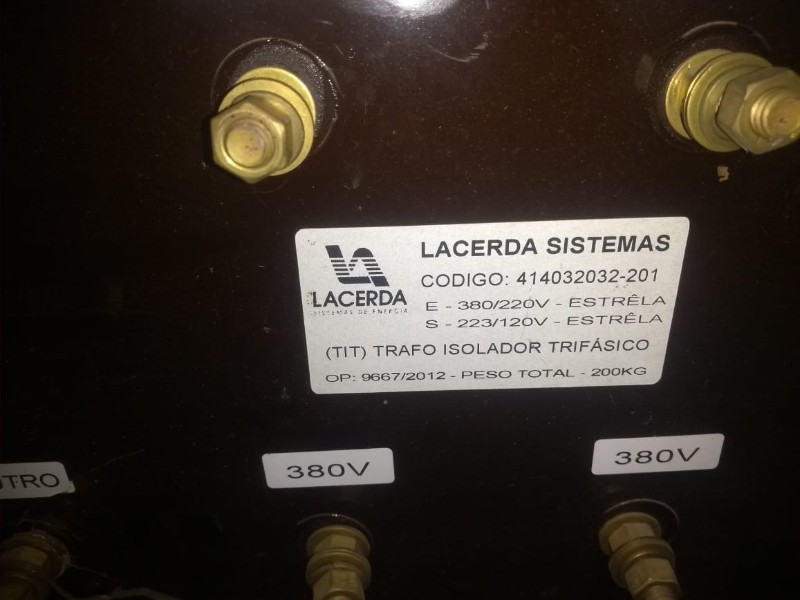 LACERDA SISTEMAS
LACERDA
SISTEMAS DE ENERGIA
CODIGO: 414032032-201
E - 380/220V - ESTRÊLA
S - 223/120V - ESTRÊLA
(TIT) TRAFO ISOLADOR TRIFÁSICO
OP: 9667/2012 - PESO TOTAL - 200KG
UTRO
380V
380V